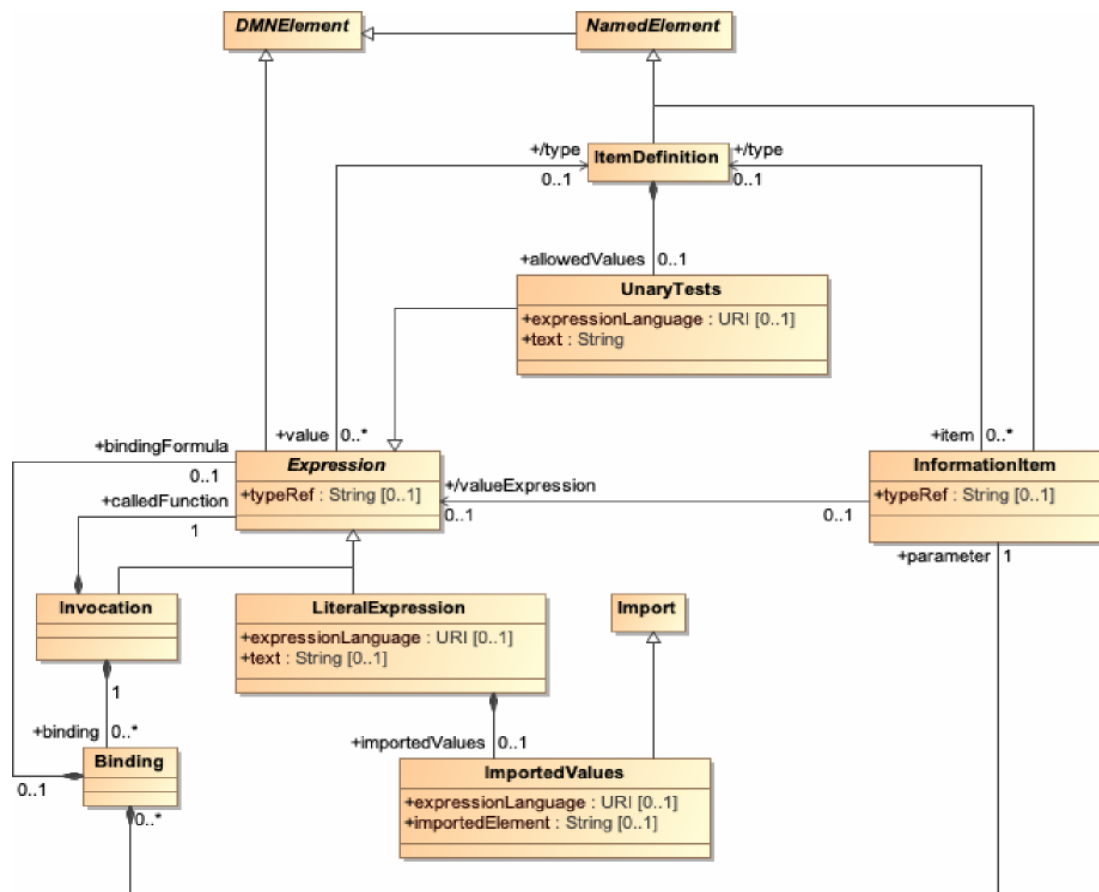 DMNElement
NamedElement
+/type
0..1
ItemDefinition
+/type
0..1
+allowedValues
0..1
UnaryTests
+expressionLanguage : URI [0..1]
+text : String
+bindingFormula
0..1
+value
0..*
+item
0..*
Expression
+typeRef : String [0..1]
+calledFunction
1
+/valueExpression
0..1
0..1
InformationItem
+typeRef : String [0..1]
+parameter
1
Invocation
LiteralExpression
+expressionLanguage : URI [0..1]
+text : String [0..1]
Import
1
+binding
0..*
+importedValues
0..1
Binding
0..1
0..*
ImportedValues
+expressionLanguage : URI [0..1]
+importedElement : String [0..1]